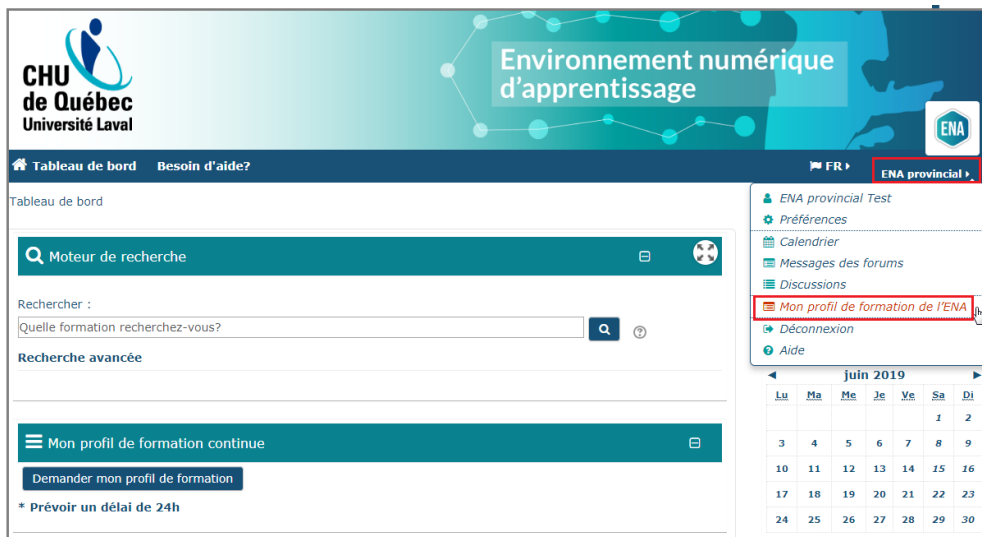 CHU
de Québec
Université Laval
Environnement numérique
d'apprentissage
ENA
Tableau de bord Besoin d'aide?
FR
ENA provincial
Tableau de bord
ENA provincial Test
Préférences
Calendrier
Messages des forums
Discussions
Mon profil de formation de l'ENA
Déconnexion
Aide
Moteur de recherche
Rechercher :
Quelle formation recherchez-vous?
Recherche avancée
Mon profil de formation continue
Demander mon profil de formation
* Prévoir un délai de 24h
juin 2019
Lu Ma Me Je Ve Sa Di
1 2
3 4 5 6 7 8 9
10 11 12 13 14 15 16
17 18 19 20 21 22 23
24 25 26 27 28 29 30